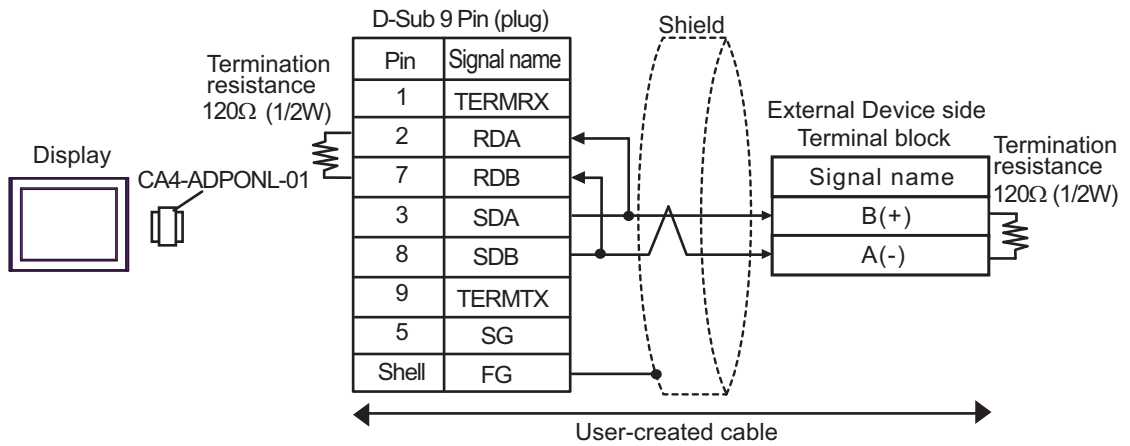 D-Sub 9 Pin (plug)
Shield
Termination
resistance
120Ω (1/2W)
Display
CA4-ADPONL-01
Pin Signal name
1 TERMRX
2 RDA
7 RDB
3 SDA
8 SDB
9 TERMTX
5 SG
Shell FG
External Device side
Terminal block
Signal name
B(+)
A(-)
Termination
resistance
120Ω (1/2W)
User-created cable